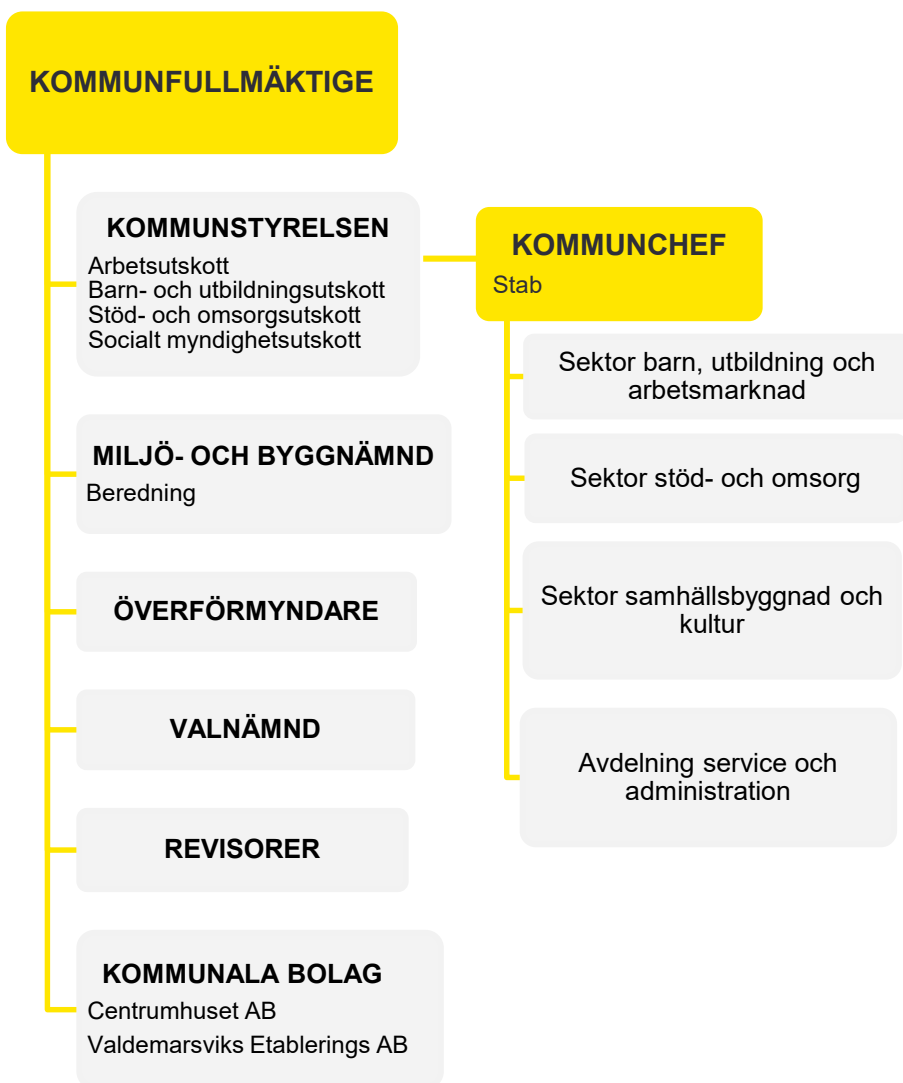 KOMMUNFULLMÄKTIGE
KOMMUNSTYRELSEN
Arbetsutskott
Barn- och utbildningsutskott
Stöd- och omsorgsutskott
Socialt myndighetsutskott
MILJÖ- OCH BYGGNÄMND
Beredning
ÖVERFÖRMYNDARE
VALNÄMND
REVISORER
KOMMUNALA BOLAG
Centrumhuset AB
Valdemarsviks Etablerings AB
KOMMUNCHEF
Stab
Sektor barn, utbildning och
arbetsmarknad
Sektor stöd- och omsorg
Sektor samhällsbyggnad och
kultur
Avdelning service och
administration